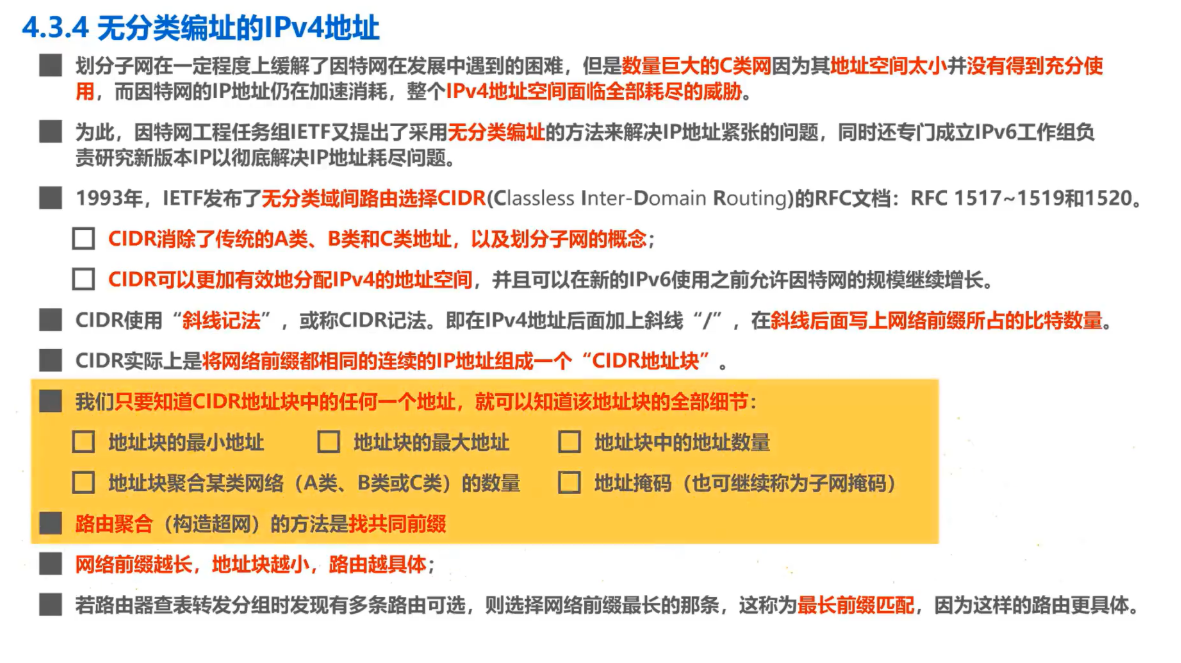 4.3.4 无分类编址的IPv4地址
划分子网在一定程度上缓解了因特网在发展中遇到的困难，但是数量巨大的C类网因为其地址空间太小并没有得到充分使
用，而因特网的IP地址仍在加速消耗，整个IPv4地址空间面临全部耗尽的威胁。
为此，因特网工程任务组IETF又提出了采用无分类编址的方法来解决IP地址紧张的问题，同时还专门成立IPv6工作组负
责研究新版本IP以彻底解决IP地址耗尽问题。
1993年，IETF发布了无分类域间路由选择CIDR(Classless Inter-Domain Routing)的RFC文档：RFC 1517~1519和1520。
CIDR消除了传统的A类、B类和C类地址，以及划分子网的概念；
CIDR可以更加有效地分配IPv4的地址空间，并且可以在新的IPv6使用之前允许因特网的规模继续增长。
CIDR使用“斜线记法”，或称CIDR记法。即在IPv4地址后面加上斜线“/”，在斜线后面写上网络前缀所占的比特数量。
CIDR实际上是将网络前缀都相同的连续的IP地址组成一个“CIDR地址块”。
我们只要知道CIDR地址块中的任何一个地址，就可以知道该地址块的全部细节：
地址块的最小地址 地址块的最大地址 地址块中的地址数量
地址块聚合某类网络（A类、B类或C类）的数量 地址掩码（也可继续称为子网掩码）
路由聚合（构造超网）的方法是找共同前缀
网络前缀越长，地址块越小，路由越具体；
若路由器查表转发分组时发现有多条路由可选，则选择网络前缀最长的那条，这称为最长前缀匹配，因为这样的路由更具体。